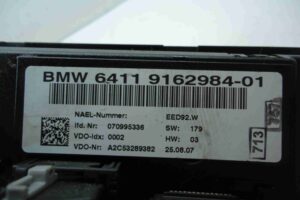 BMW 6411 9162984-01
NAEL-Nummer: EED92.W
lfd. Nr: 070995336 SW: 179
VDO-Idx: 0002 HW: 03
VDO-Nr: A2C53289382 25.08.07
713